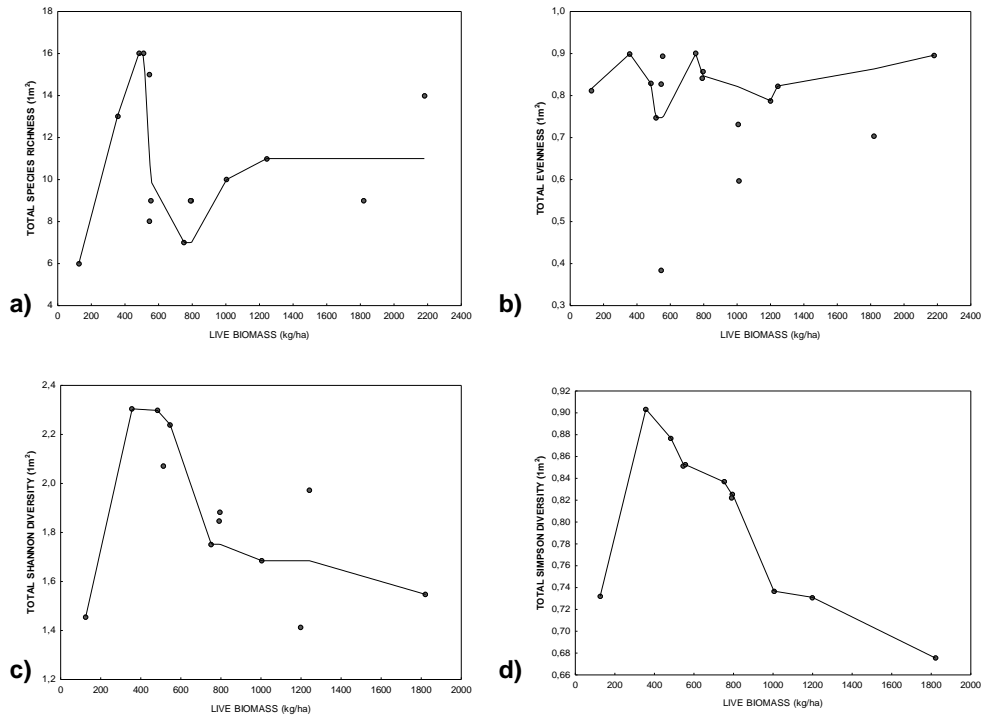 18
16
14
12
10
8
6
4
TOTAL SPECIES RICHNESS (1m²)
0 200 400 600 800 1000 1200 1400 1600 1800 2000 2200 2400
LIVE BIOMASS (kg/ha)
a)
1,0
0,9
0,8
0,7
0,6
0,5
0,4
0,3
TOTAL EVENNESS (1m²)
0 200 400 600 800 1000 1200 1400 1600 1800 2000 2200 2400
LIVE BIOMASS (kg/ha)
b)
2,4
2,2
2,0
1,8
1,6
1,4
1,2
TOTAL SHANNON DIVERSITY (1m²)
0 200 400 600 800 1000 1200 1400 1600 1800 2000
LIVE BIOMASS (kg/ha)
c)
0,92
0,90
0,88
0,86
0,84
0,82
0,80
0,78
0,76
0,74
0,72
0,70
0,68
0,66
TOTAL SIMPSON DIVERSITY (1m²)
0 200 400 600 800 1000 1200 1400 1600 1800 2000
LIVE BIOMASS (kg/ha)
d)